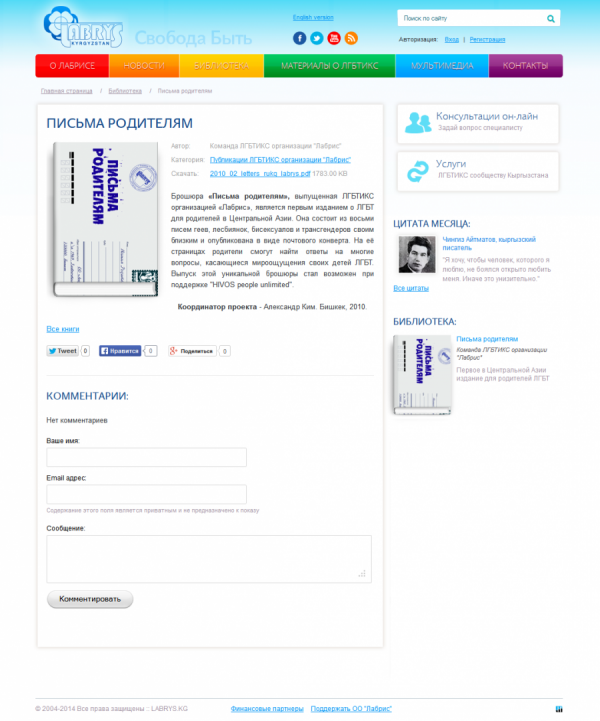 LABRYS
KYRGYZSTAN
Свобода Быть
English version
Поиск по сайту
Авторизация: Вход | Регистрация
О ЛАБРИСЕ НОВОСТИ БИБЛИОТЕКА МАТЕРИАЛЫ О ЛГБТИКС МУЛЬТИМЕДИА КОНТАКТЫ
Главная страница / Библиотека / Письма родителям
ПИСЬМА РОДИТЕЛЯМ
ПИСЬМА
РОДИТЕЛЯМ
Автор: Команда ЛГБТИКС организации "Лабрис"
Категория: Публикации ЛГБТИКС организации "Лабрис"
Скачать: 2010_02_letters_rukg_labrys.pdf 1783.00 KB
Брошюра «Письма родителям», выпущенная ЛГБТИКС
организацией «Лабрис», является первым изданием о ЛГБТ
для родителей в Центральной Азии. Она состоит из восьми
писем геев, лесбиянок, бисексуалов и трансгендеров своим
близким и опубликована в виде почтового конверта. На её
страницах родители смогут найти ответы на многие
вопросы, касающиеся мироощущения своих детей ЛГБТ.
Выпуск этой уникальной брошюры стал возможен при
поддержке "HIVOS people unlimited".
Координатор проекта - Александр Ким. Бишкек, 2010.
Все книги
Tweet 0 Нравится 0 Поделиться 0
КОММЕНТАРИИ:
Нет комментариев
Ваше имя:
Email адрес:
Содержание этого поля является приватным и не предназначено к показу
Сообщение:
Комментировать
Консультации он-лайн
Задай вопрос специалисту
Услуги
ЛГБТИКС сообществу Кыргызстана
ЦИТАТА МЕСЯЦА:
Чингиз Айтматов, кыргызский
писатель
"Я хочу, чтобы человек, которого я
люблю, не боялся открыто любить
меня. Иначе это унизительно."
Все цитаты
БИБЛИОТЕКА:
ПИСЬМА
РОДИТЕЛЯМ
Письма родителям
Команда ЛГБТИКС организации
"Лабрис"
Первое в Центральной Азии
издание для родителей ЛГБТ
© 2004-2014 Все права защищены :: LABRYS.KG Финансовые партнеры Поддержать ОО "Лабрис"